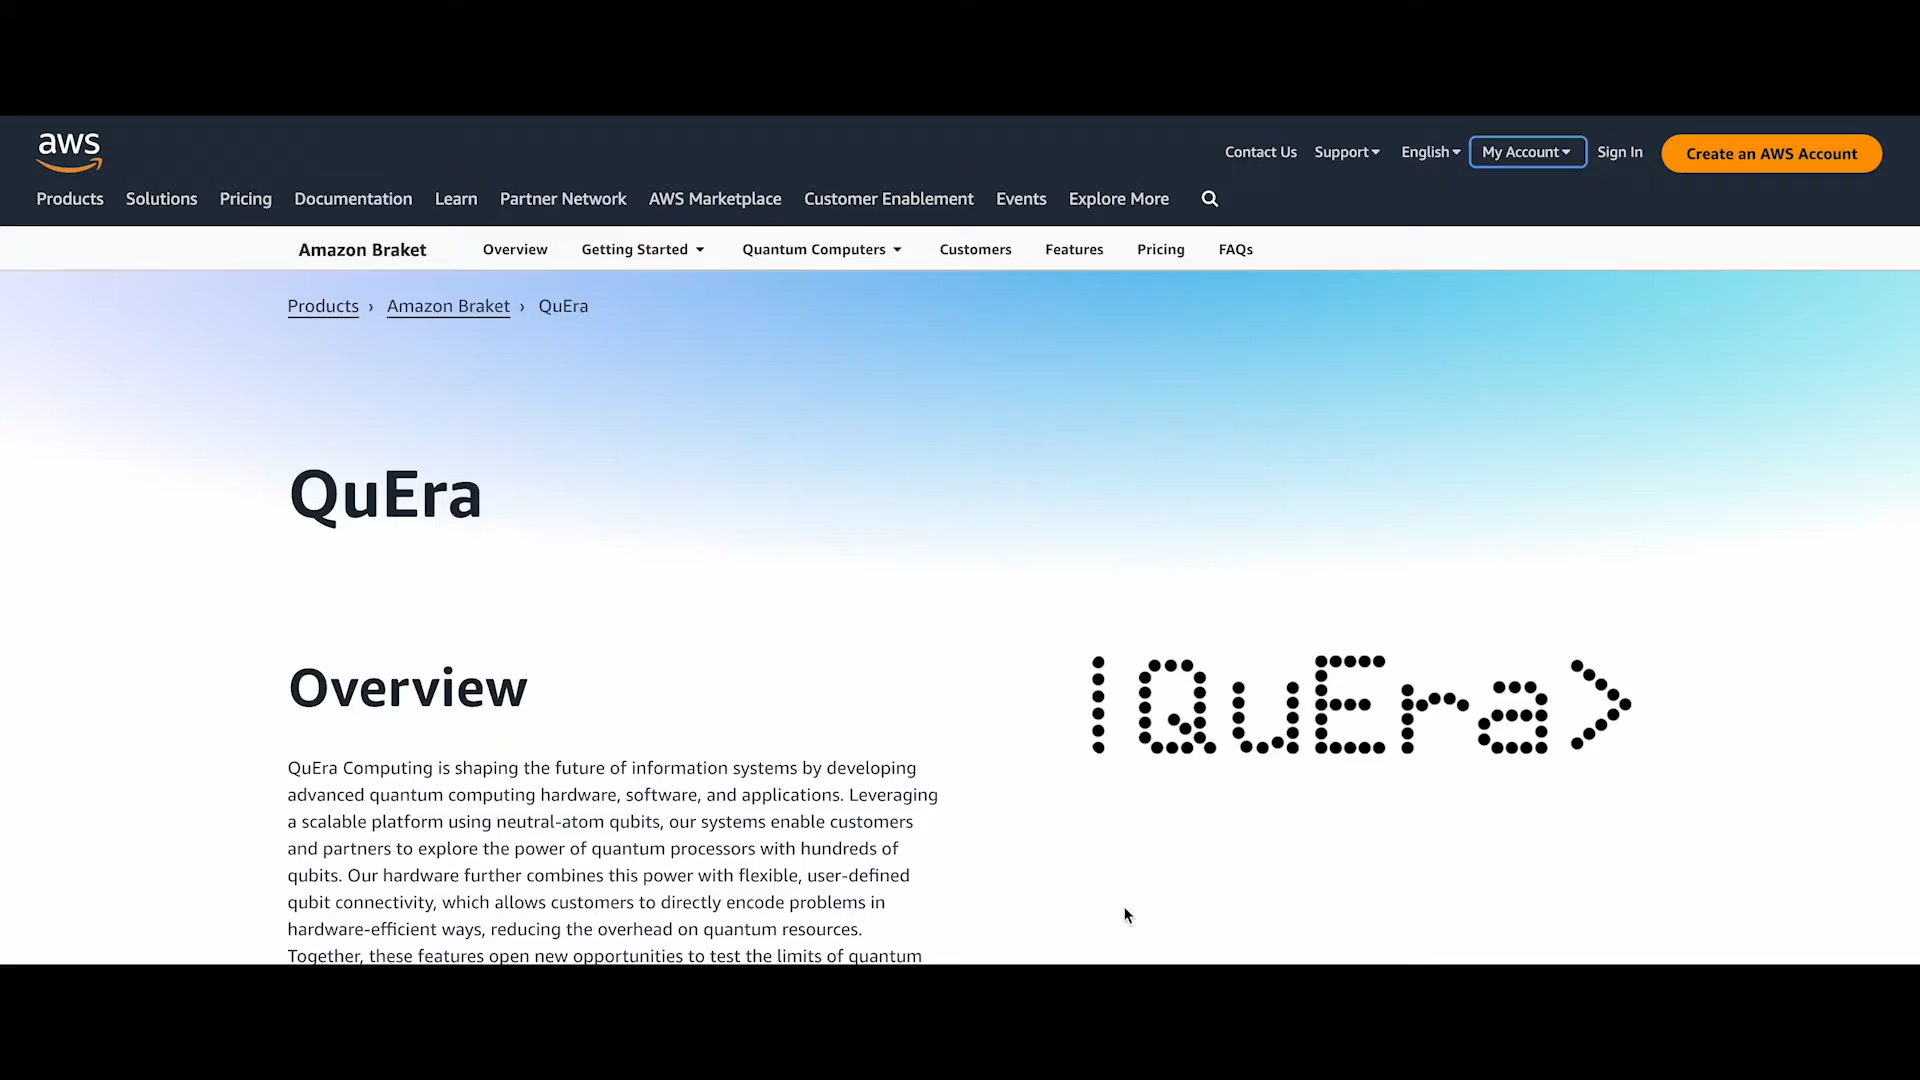 aws
Contact Us Support English My Account Sign In Create an AWS Account
Products Solutions Pricing Documentation Learn Partner Network AWS Marketplace Customer Enablement Events Explore More
Amazon Braket Overview Getting Started Quantum Computers Customers Features Pricing FAQs
Products › Amazon Braket › QuEra
QuEra
Overview
|QuEra>
QuEra Computing is shaping the future of information systems by developing
advanced quantum computing hardware, software, and applications. Leveraging
a scalable platform using neutral-atom qubits, our systems enable customers
and partners to explore the power of quantum processors with hundreds of
qubits. Our hardware further combines this power with flexible, user-defined
qubit connectivity, which allows customers to directly encode problems in
hardware-efficient ways, reducing the overhead on quantum resources.
Together, these features open new opportunities to test the limits of quantum